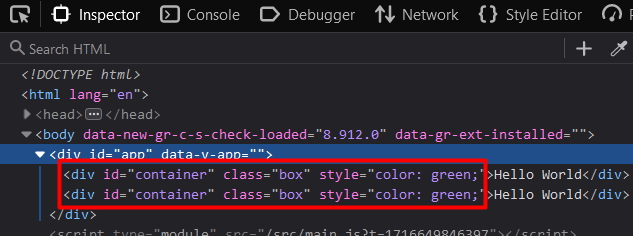 Inspector Console Debugger Network Style Editor
Search HTML
<!DOCTYPE html>
<html lang="en">
<head> ••• </head>
<body data-new-gr-c-s-check-loaded="8.912.0" data-gr-ext-installed="">
<div id="app" data-v-app="">
<div id="container" class="box" style="color: green;">Hello World</div>
<div id="container" class="box" style="color: green;">Hello World</div>
</div>
<script type="module" src="/src/main.js?t=1716649846397"></script>